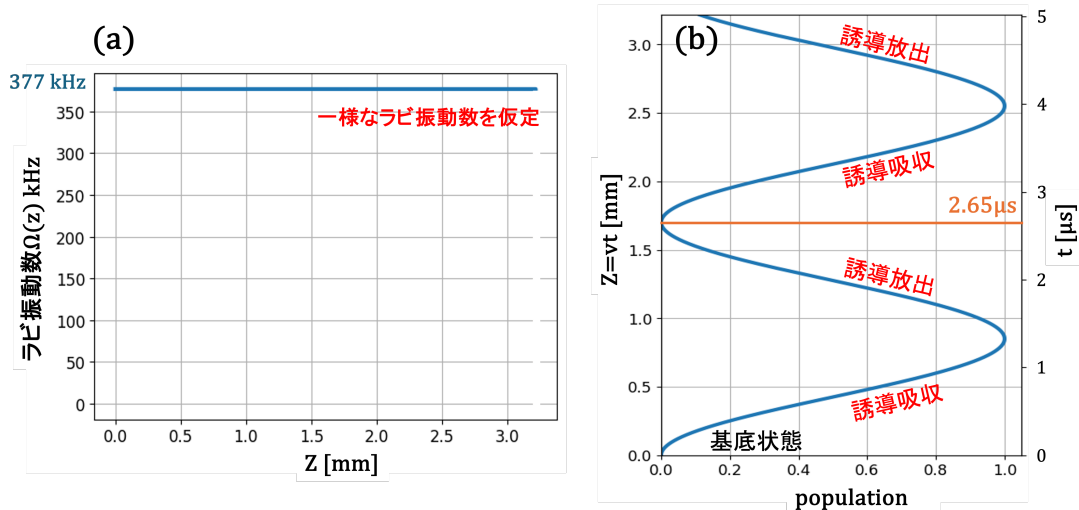 (a)
377 kHz
350
300
250
200
150
100
50
0
一様なラビ振動数を仮定
ラビ振動数Ω(z) kHz
0.0 0.5 1.0 1.5 2.0 2.5 3.0
Z [mm]
(b)
3.0
2.5
2.0
1.5
1.0
0.5
0.0
Z=vt [mm]
誘導放出
誘導吸収
2.65μs
誘導放出
誘導吸収
基底状態
5
4
3
2
1
0
t [μs]
0.0 0.2 0.4 0.6 0.8 1.0
population